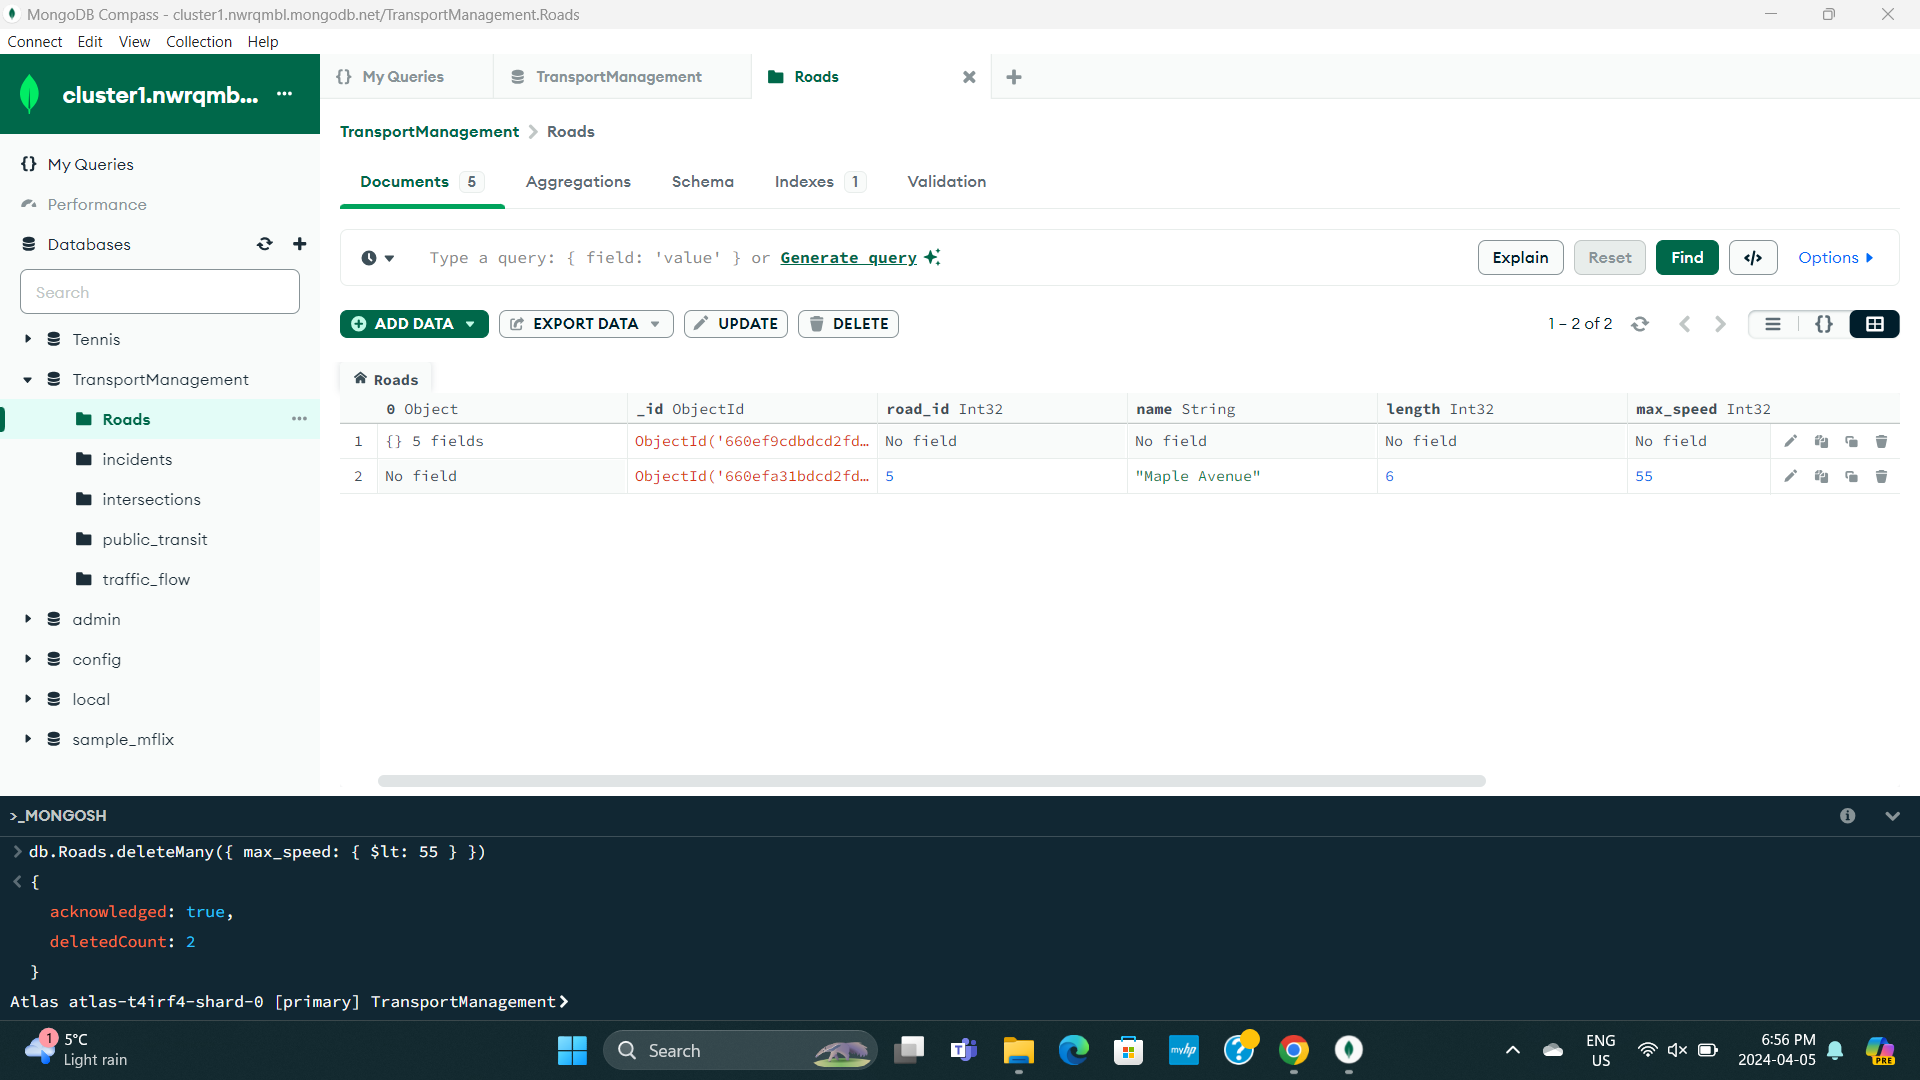 MongoDB Compass - cluster1.nwrqmbl.mongodb.net/TransportManagement.Roads
Connect Edit View Collection Help
cluster1.nwrqmb... ...
{} My Queries
Performance
Databases
Search
Tennis
TransportManagement
Roads ...
incidents
intersections
public_transit
traffic_flow
admin
config
local
sample_mflix
{} My Queries
TransportManagement
Roads
TransportManagement > Roads
Documents 5 Aggregations Schema Indexes 1 Validation
Type a query: { field: 'value' } or Generate query
Explain Reset Find </> Options
ADD DATA EXPORT DATA UPDATE DELETE
1 – 2 of 2
{}
Roads
0 Object _id ObjectId road_id Int32 name String length Int32 max_speed Int32
1 {} 5 fields ObjectId('660ef9cdbdcd2fd… No field No field No field No field
2 No field ObjectId('660efa31bdcd2fd… 5 "Maple Avenue" 6 55
>_MONGOSH
> db.Roads.deleteMany({ max_speed: { $lt: 55 } })
< {
acknowledged: true,
deletedCount: 2
}
Atlas atlas-t4irf4-shard-0 [primary] TransportManagement>
1
5°C
Light rain
Search
T
myhp
?
ENG
US
6:56 PM
2024-04-05
PRE